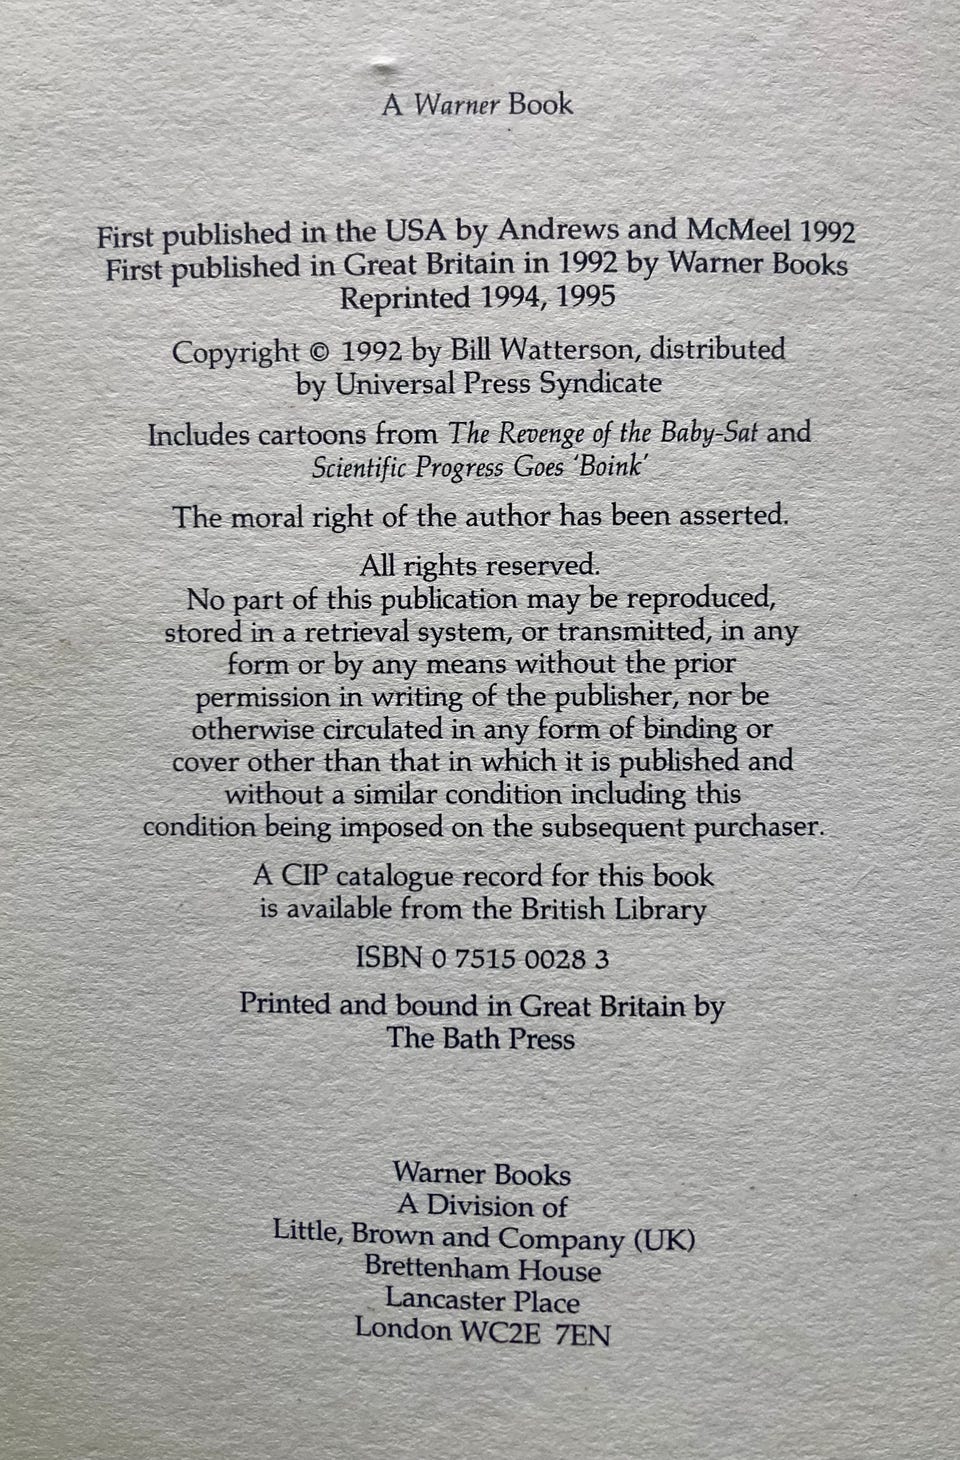 A Warner Book
First published in the USA by Andrews and McMeel 1992
First published in Great Britain in 1992 by Warner Books
Reprinted 1994, 1995
Copyright © 1992 by Bill Watterson, distributed
by Universal Press Syndicate
Includes cartoons from The Revenge of the Baby-Sat and
Scientific Progress Goes ‘Boink’
The moral right of the author has been asserted.
All rights reserved.
No part of this publication may be reproduced,
stored in a retrieval system, or transmitted, in any
form or by any means without the prior
permission in writing of the publisher, nor be
otherwise circulated in any form of binding or
cover other than that in which it is published and
without a similar condition including this
condition being imposed on the subsequent purchaser.
A CIP catalogue record for this book
is available from the British Library
ISBN 0 7515 0028 3
Printed and bound in Great Britain by
The Bath Press
Warner Books
A Division of
Little, Brown and Company (UK)
Brettenham House
Lancaster Place
London WC2E 7EN